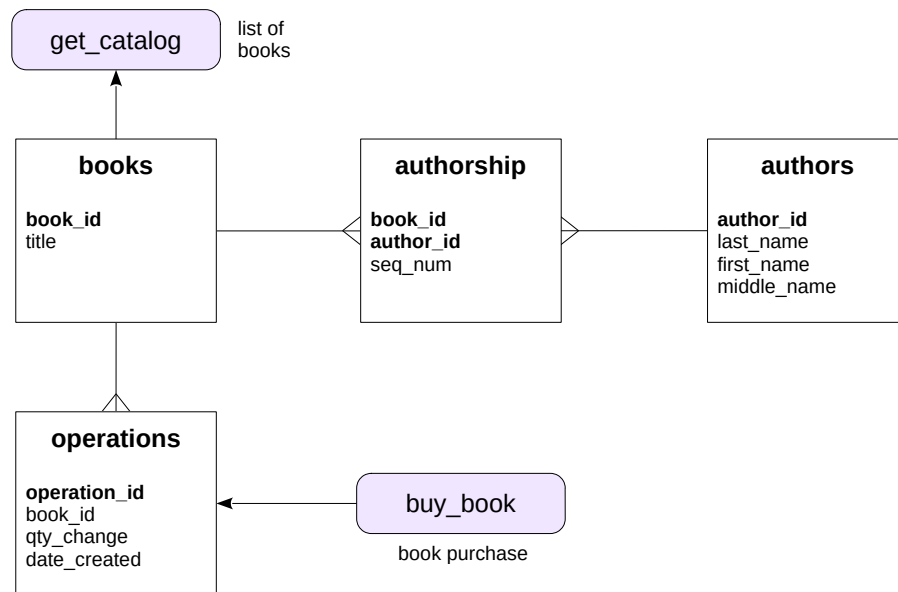 get_catalog
list of
books
books
book_id
title
authorship
book_id
author_id
seq_num
authors
author_id
last_name
first_name
middle_name
operations
operation_id
book_id
qty_change
date_created
buy_book
book purchase